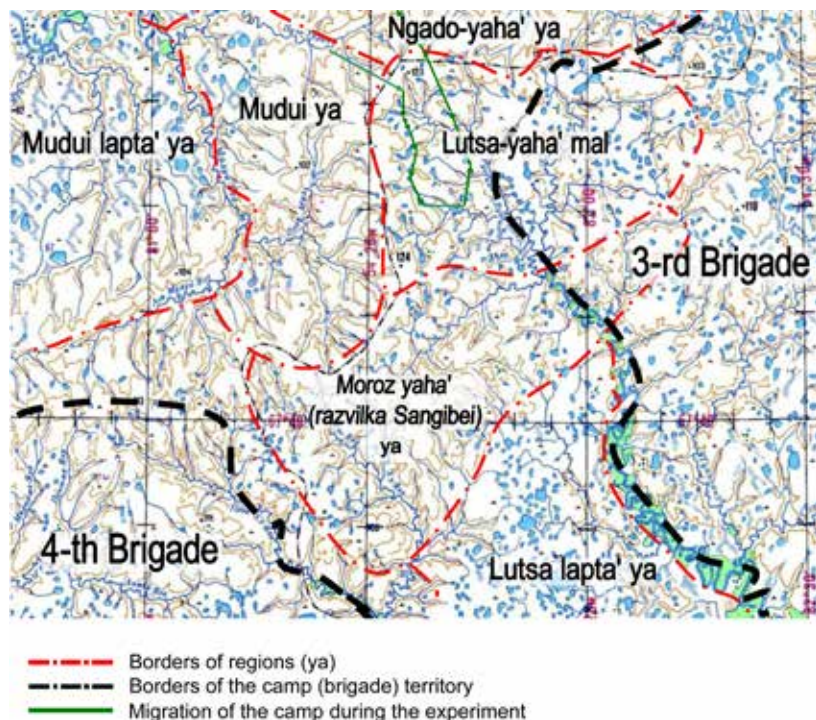 Ngado-yaha' ya
Mudui ya
Mudui lapta' ya
Lutsa-yaha' mal
3-rd Brigade
Moroz yaha'
(razvilka Sangibei)
ya
4-th Brigade
Lutsa lapta' ya
Borders of regions (ya)
Borders of the camp (brigade) territory
Migration of the camp during the experiment